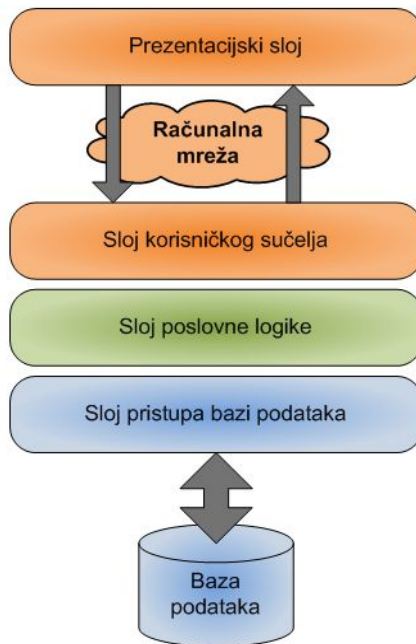 Prezentacijski sloj
Računalna
mreža
Sloj korisničkog sučelja
Sloj poslovne logike
Sloj pristupa bazi podataka
Baza
podataka